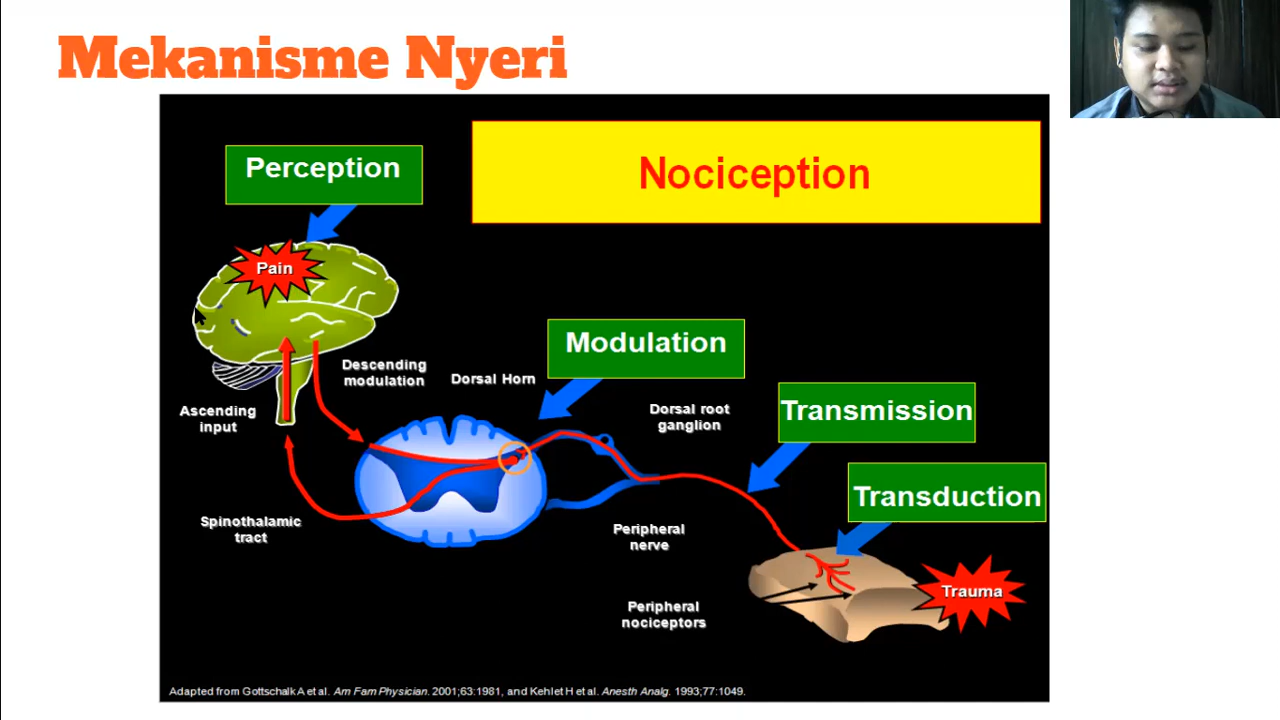 Mekanisme Nyeri
Nociception
Perception
Pain
Modulation
Descending
modulation
Dorsal Horn
Ascending
input
Dorsal root
ganglion
Transmission
Transduction
Spinothalamic
tract
Peripheral
nerve
Trauma
Peripheral
nociceptors
Adapted from Gottschalk A et al. Am Fam Physician. 2001;63:1981, and Kehlet H et al. Anesth Analg. 1993;77:1049.